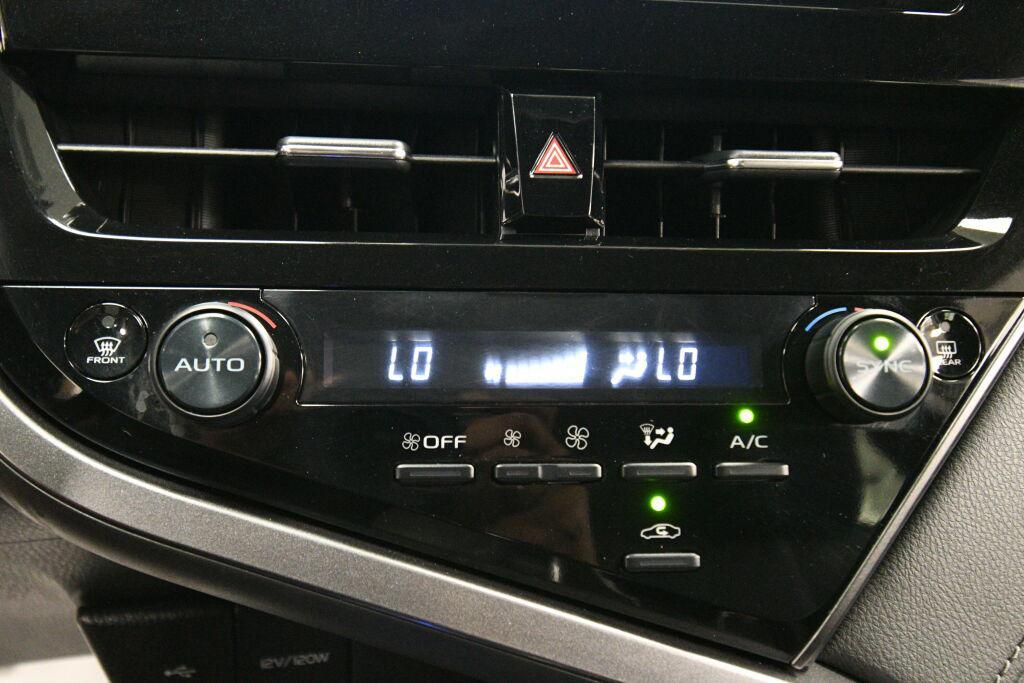 FRONT
AUTO
LO
LO
SYNC
REAR
OFF
A/C
12V/120W